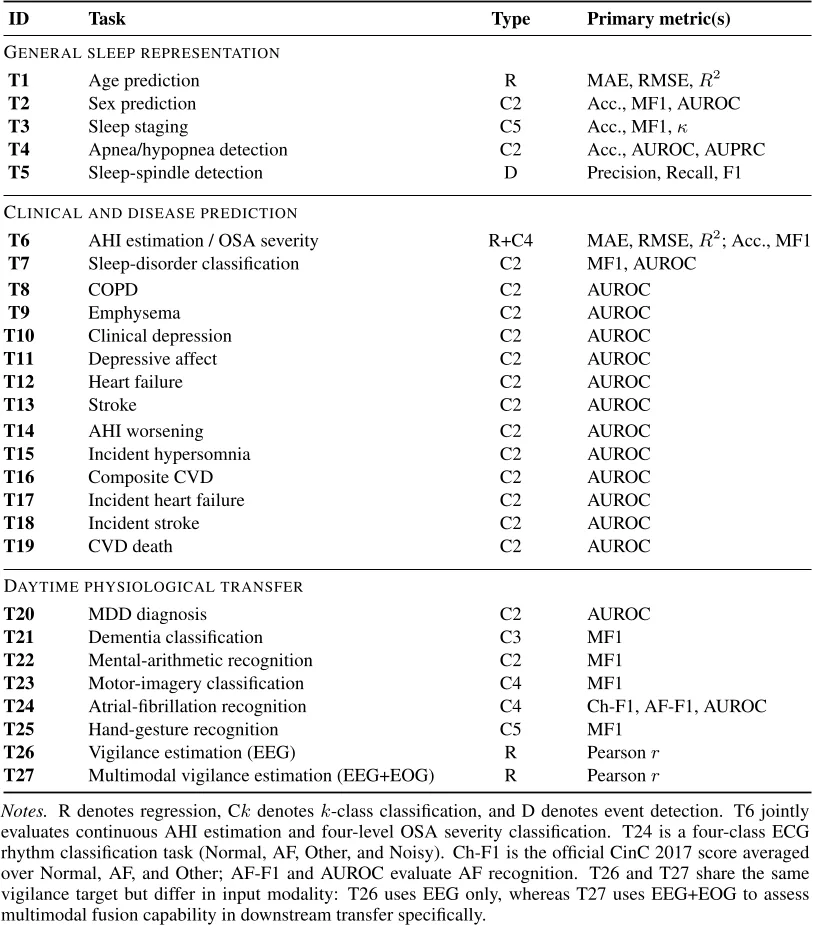 ID Task Type Primary metric(s)
GENERAL SLEEP REPRESENTATION
T1 Age prediction R MAE, RMSE, R²
T2 Sex prediction C2 Acc., MF1, AUROC
T3 Sleep staging C5 Acc., MF1, κ
T4 Apnea/hypopnea detection C2 Acc., AUROC, AUPRC
T5 Sleep-spindle detection D Precision, Recall, F1
CLINICAL AND DISEASE PREDICTION
T6 AHI estimation / OSA severity R+C4 MAE, RMSE, R²; Acc., MF1
T7 Sleep-disorder classification C2 MF1, AUROC
T8 COPD C2 AUROC
T9 Emphysema C2 AUROC
T10 Clinical depression C2 AUROC
T11 Depressive affect C2 AUROC
T12 Heart failure C2 AUROC
T13 Stroke C2 AUROC
T14 AHI worsening C2 AUROC
T15 Incident hypersomnia C2 AUROC
T16 Composite CVD C2 AUROC
T17 Incident heart failure C2 AUROC
T18 Incident stroke C2 AUROC
T19 CVD death C2 AUROC
DAYTIME PHYSIOLOGICAL TRANSFER
T20 MDD diagnosis C2 AUROC
T21 Dementia classification C3 MF1
T22 Mental-arithmetic recognition C2 MF1
T23 Motor-imagery classification C4 MF1
T24 Atrial-fibrillation recognition C4 Ch-F1, AF-F1, AUROC
T25 Hand-gesture recognition C5 MF1
T26 Vigilance estimation (EEG) R Pearson r
T27 Multimodal vigilance estimation (EEG+EOG) R Pearson r
Notes. R denotes regression, Ck denotes k-class classification, and D denotes event detection. T6 jointly
evaluates continuous AHI estimation and four-level OSA severity classification. T24 is a four-class ECG
rhythm classification task (Normal, AF, Other, and Noisy). Ch-F1 is the official CinC 2017 score averaged
over Normal, AF, and Other; AF-F1 and AUROC evaluate AF recognition. T26 and T27 share the same
vigilance target but differ in input modality: T26 uses EEG only, whereas T27 uses EEG+EOG to assess
multimodal fusion capability in downstream transfer specifically.